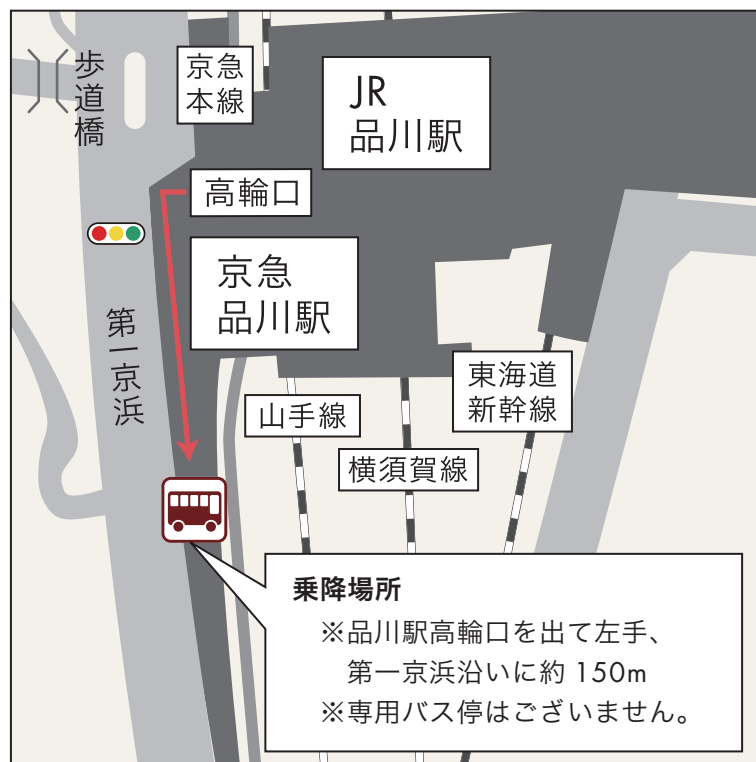 歩道橋
京急
本線
JR
品川駅
高輪口
京急
品川駅
第一京浜
東海道
新幹線
山手線
横須賀線
乗降場所
※品川駅高輪口を出て左手、
第一京浜沿いに約 150m
※専用バス停はございません。